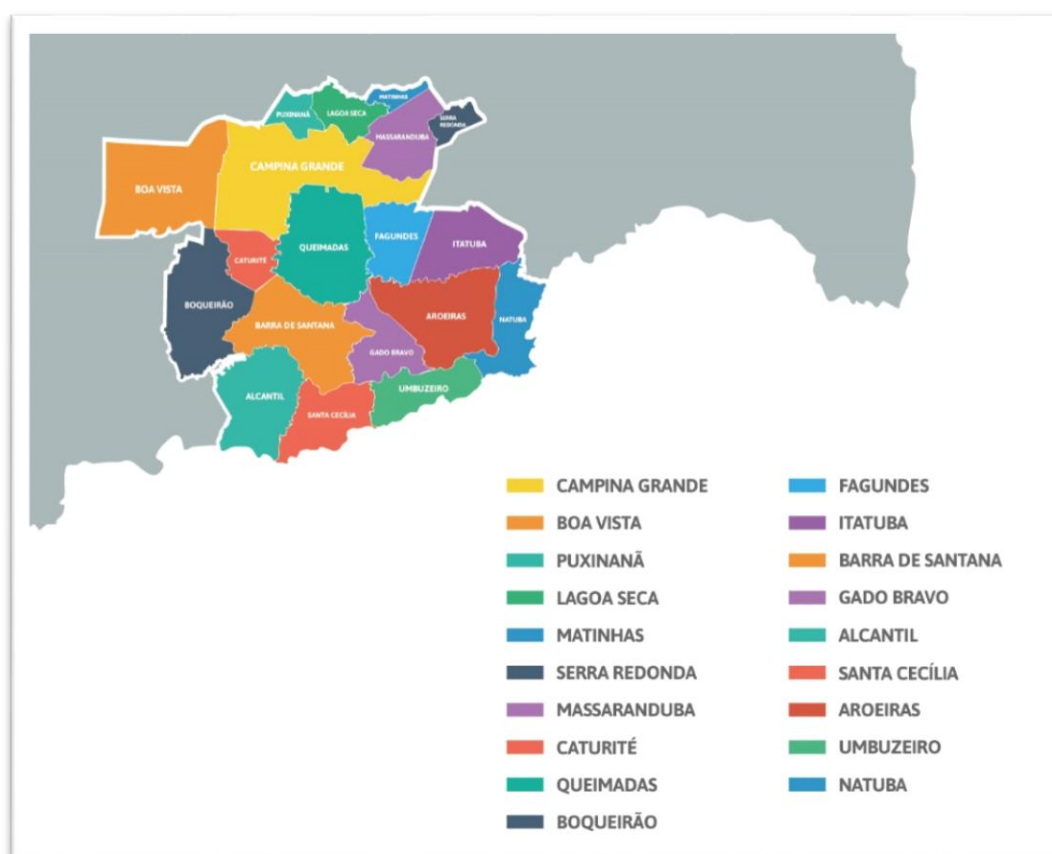 PUXINANÃ
LAGOA SECA
MATINHAS
MASSARANDUBA
SERRA
REDONDA
CAMPINA GRANDE
BOA VISTA
QUEIMADAS
FAGUNDES
ITATUBA
CATURITÉ
BOQUEIRÃO
BARRA DE SANTANA
AROEIRAS
NATUBA
GADO BRAVO
ALCANTIL
SANTA CECÍLIA
UMBUZEIRO
CAMPINA GRANDE
BOA VISTA
PUXINANÃ
LAGOA SECA
MATINHAS
SERRA REDONDA
MASSARANDUBA
CATURITÉ
QUEIMADAS
BOQUEIRÃO
FAGUNDES
ITATUBA
BARRA DE SANTANA
GADO BRAVO
ALCANTIL
SANTA CECÍLIA
AROEIRAS
UMBUZEIRO
NATUBA